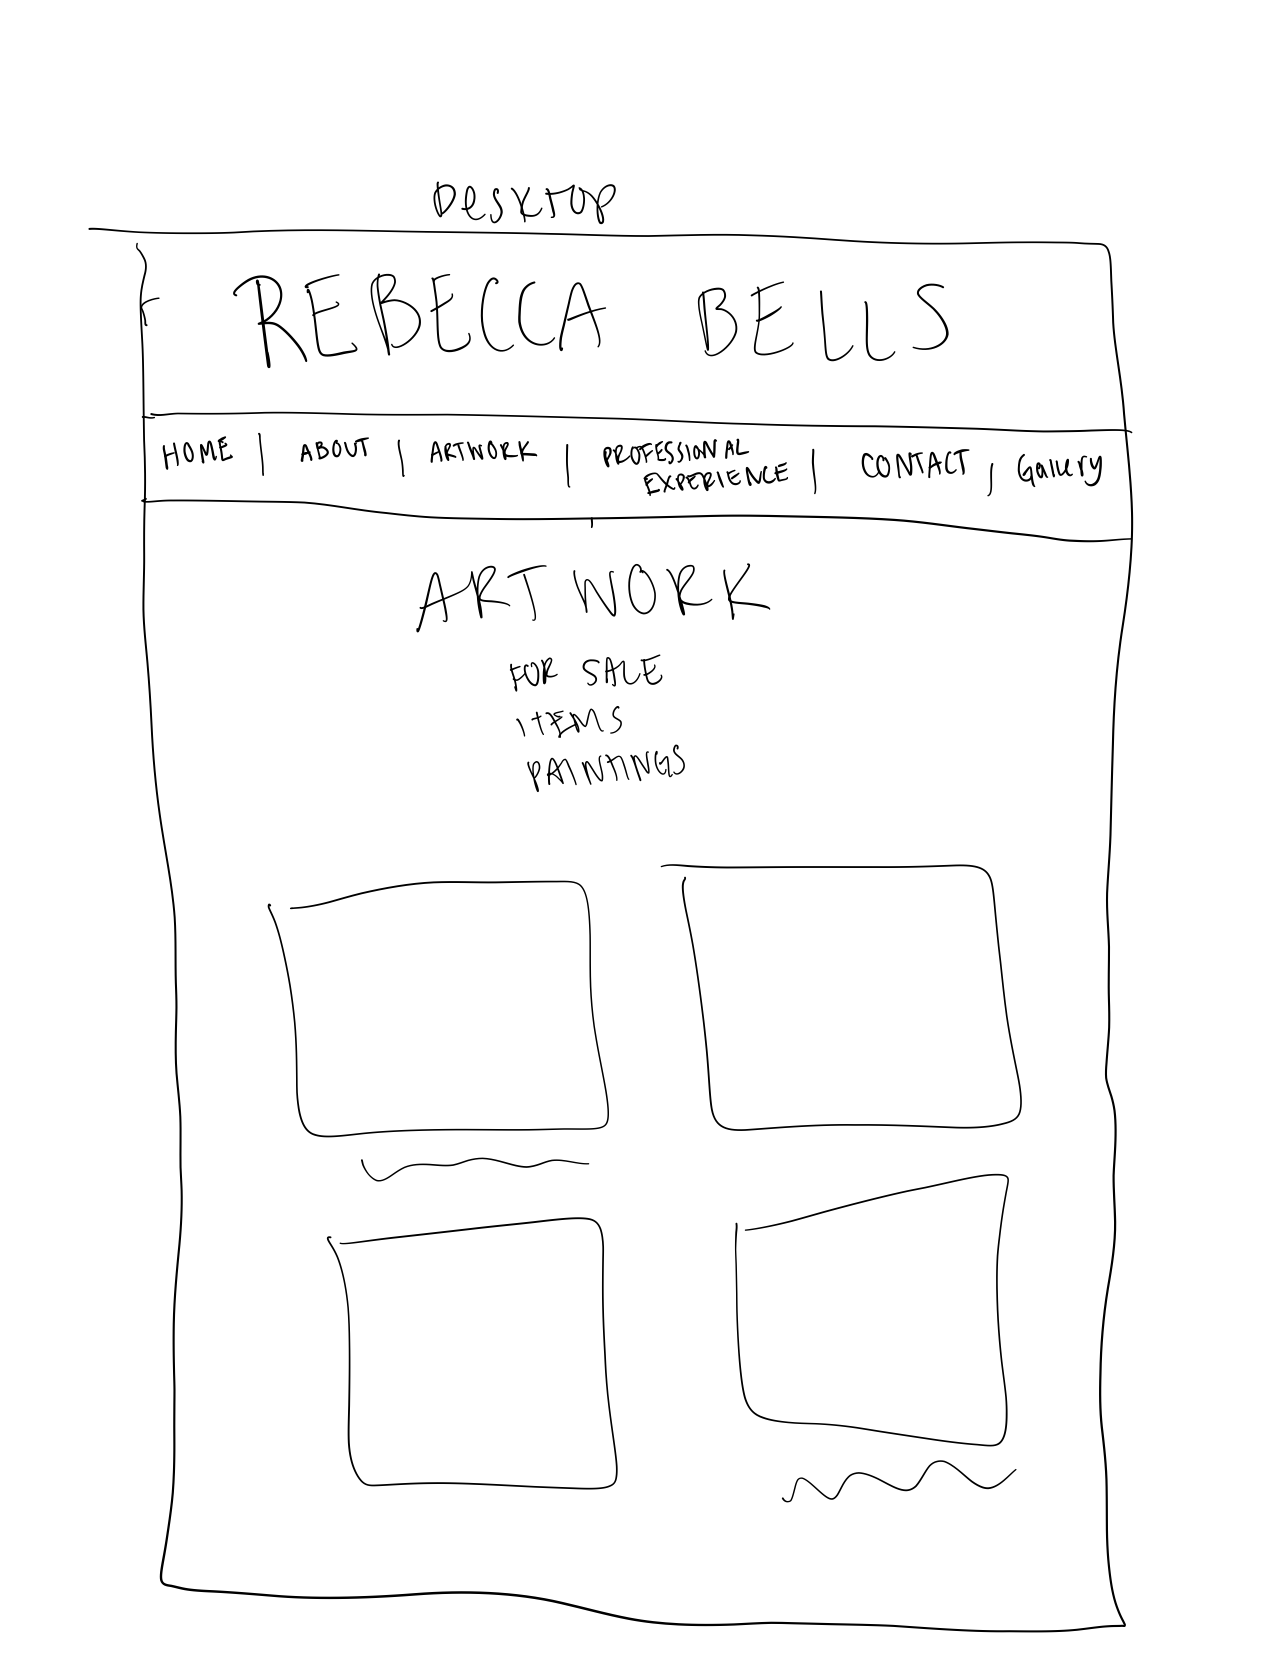 Desktop
REBECCA BELLS
HOME | ABOUT | ARTWORK | PROFESSIONAL EXPERIENCE | CONTACT | Gallery
ARTWORK
FOR SALE
ITEMS
PAINTINGS